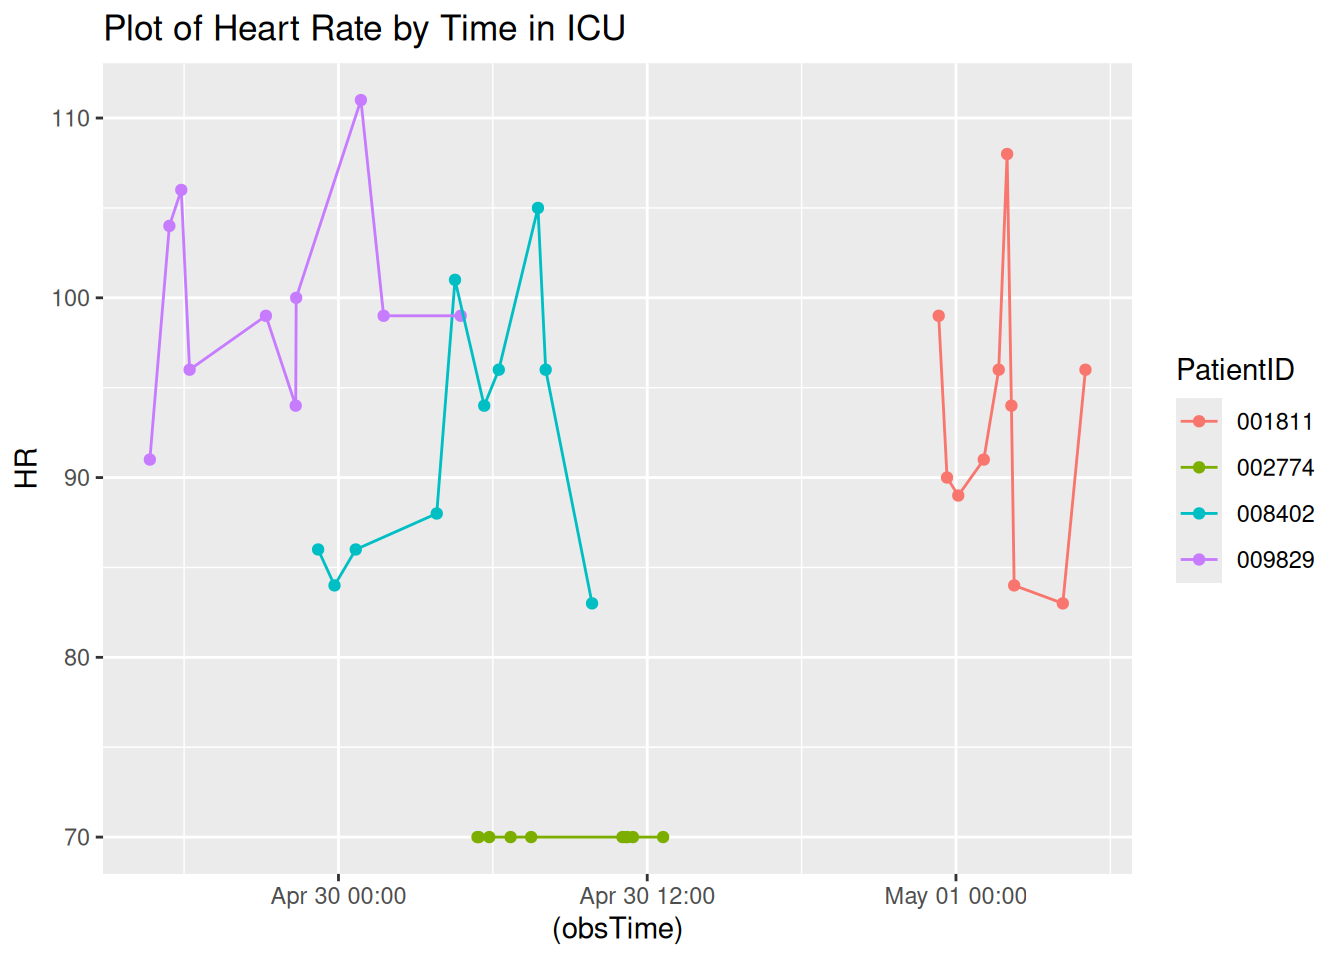 Plot of Heart Rate by Time in ICU
110
100
90
80
70
HR
Apr 30 00:00
Apr 30 12:00
May 01 00:00
(obsTime)
PatientID
001811
002774
008402
009829